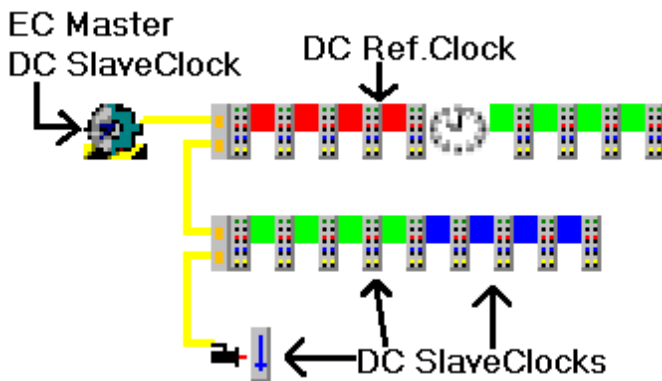 EC Master
DC SlaveClock
DC Ref.Clock
DC SlaveClocks